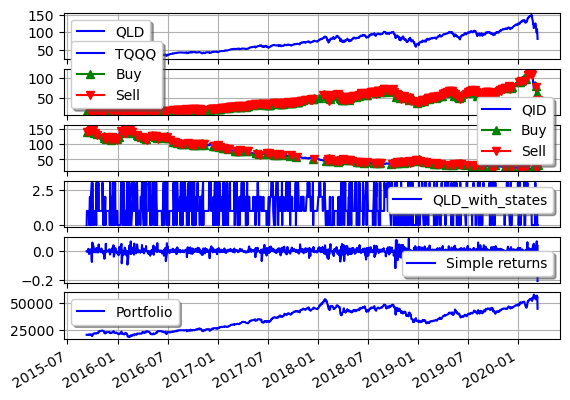 150
100
50
QLD
TQQQ
Buy
Sell
100
50
QID
Buy
Sell
150
100
50
2.5
0.0
QLD_with_states
0.0
−0.2
Simple returns
50000
25000
Portfolio
2015-07
2016-01
2016-07
2017-01
2017-07
2018-01
2018-07
2019-01
2019-07
2020-01